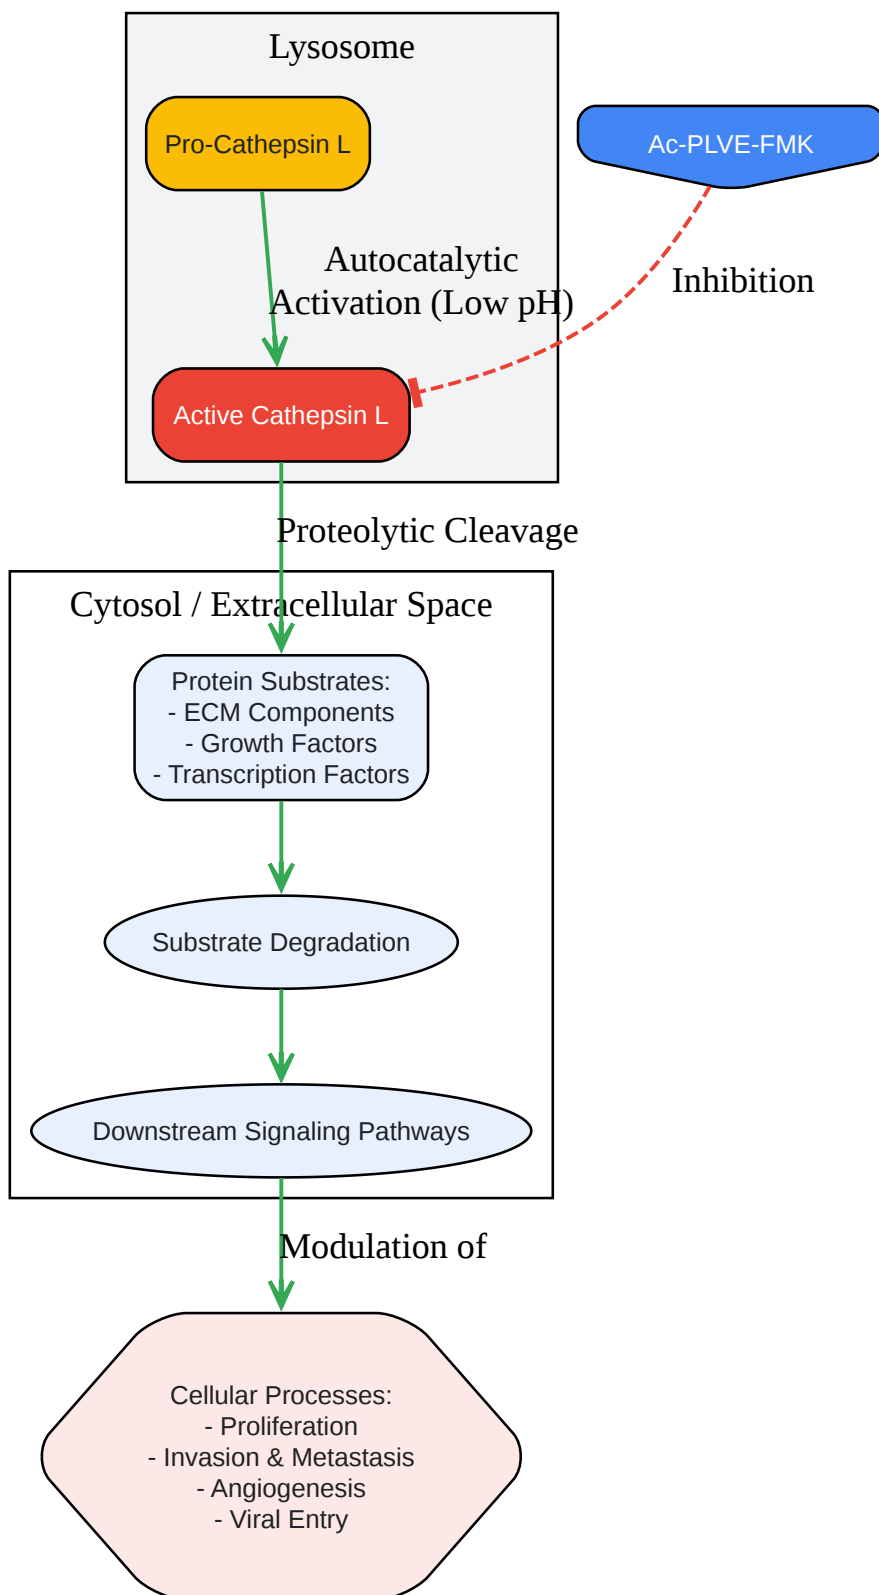 Lysosome
Pro-Cathepsin L
Ac-PLVE-FMK
Autocatalytic
Activation (Low pH)
Inhibition
Active Cathepsin L
Proteolytic Cleavage
Cytosol / Extracellular Space
Protein Substrates:
- ECM Components
- Growth Factors
- Transcription Factors
Substrate Degradation
Downstream Signaling Pathways
Modulation of
Cellular Processes:
- Proliferation
- Invasion & Metastasis
- Angiogenesis
- Viral Entry